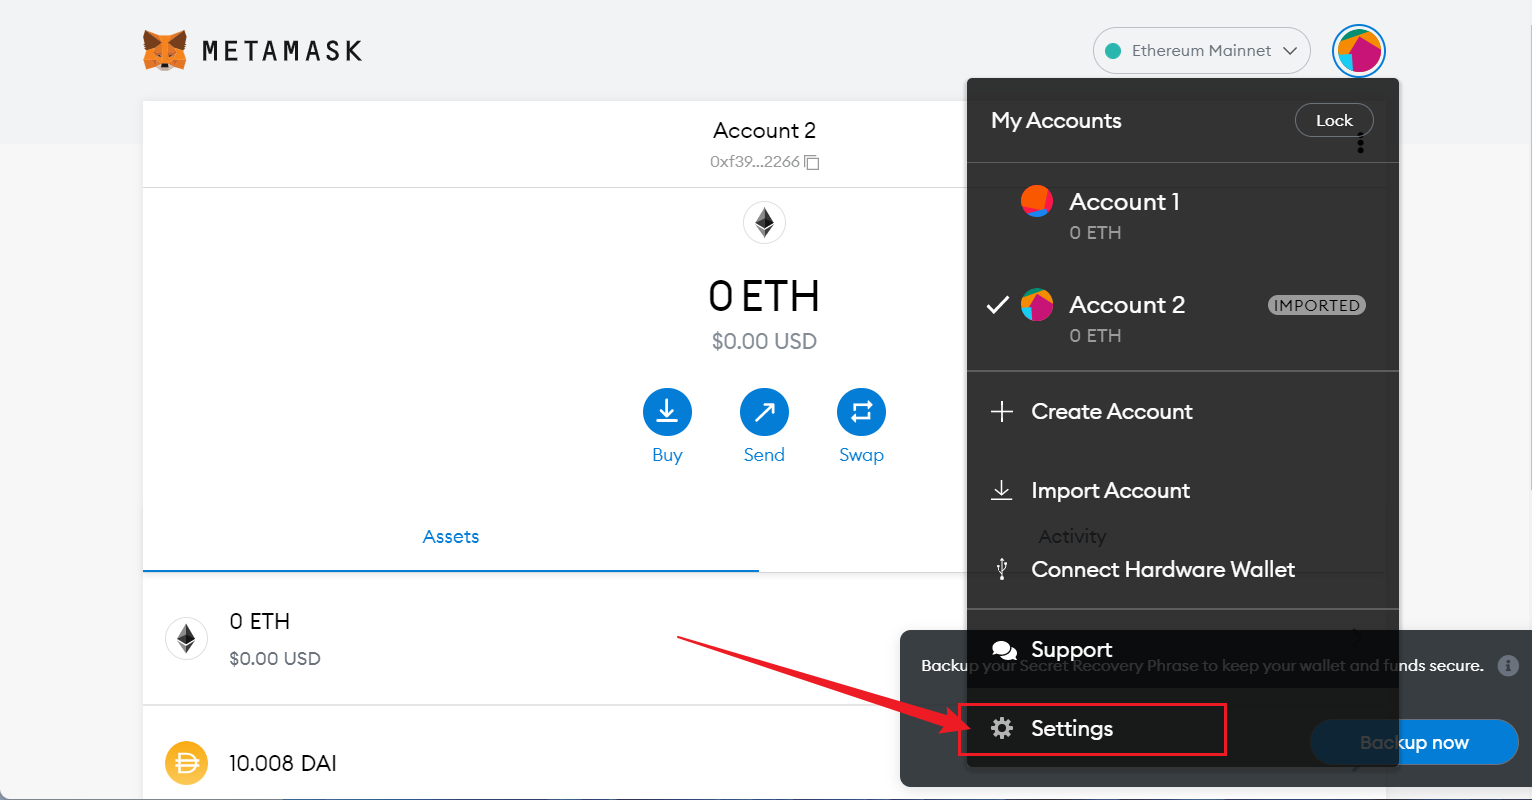 METAMASK
Ethereum Mainnet
Account 2
0xf39...2266
0 ETH
$0.00 USD
Buy
Send
Swap
Assets
Activity
0 ETH
$0.00 USD
10.008 DAI
My Accounts
Lock
Account 1
0 ETH
Account 2
IMPORTED
0 ETH
Create Account
Import Account
Connect Hardware Wallet
Support
Settings
Backup your Secret Recovery Phrase to keep your wallet and funds secure.
Backup now